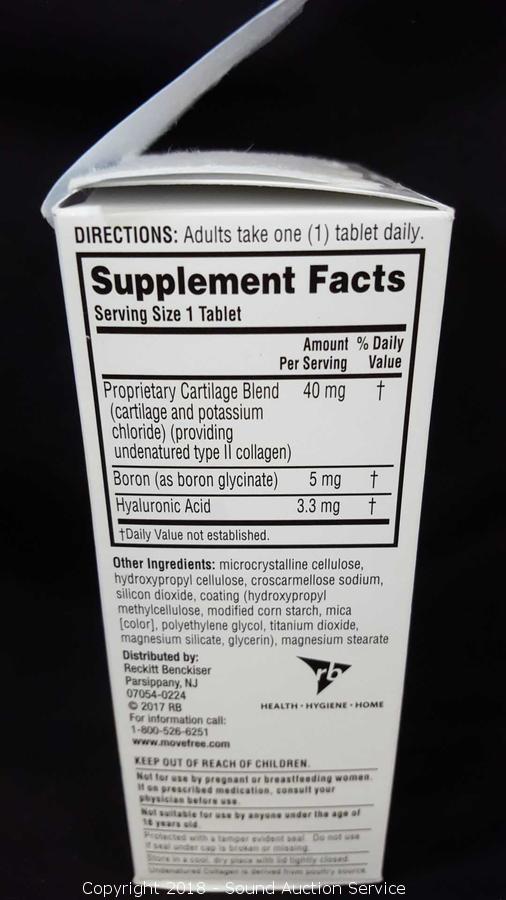 DIRECTIONS: Adults take one (1) tablet daily.
Supplement Facts
Serving Size 1 Tablet
Amount % Daily
Per Serving Value
Proprietary Cartilage Blend 40 mg †
(cartilage and potassium
chloride) (providing
undenatured type II collagen)
Boron (as boron glycinate) 5 mg †
Hyaluronic Acid 3.3 mg †
†Daily Value not established.
Other Ingredients: microcrystalline cellulose,
hydroxypropyl cellulose, croscarmellose sodium,
silicon dioxide, coating (hydroxypropyl
methylcellulose, modified corn starch, mica
[color], polyethylene glycol, titanium dioxide,
magnesium silicate, glycerin), magnesium stearate
Distributed by:
Reckitt Benckiser
Parsippany, NJ
07054-0224
© 2017 RB
For information call:
1-800-526-6251
www.movefree.com
rb
HEALTH • HYGIENE • HOME
KEEP OUT OF REACH OF CHILDREN.
Not for use by pregnant or breastfeeding women.
If on prescribed medication, consult your
physician before use.
Not suitable for use by anyone under the age of
18 years old.
Protected with a tamper evident seal. Do not use
if seal under cap is broken or missing.
Store in a cool, dry place with lid tightly closed.
Undenatured Collagen is derived from poultry source.
Copyright 2018 - Sound Auction Service